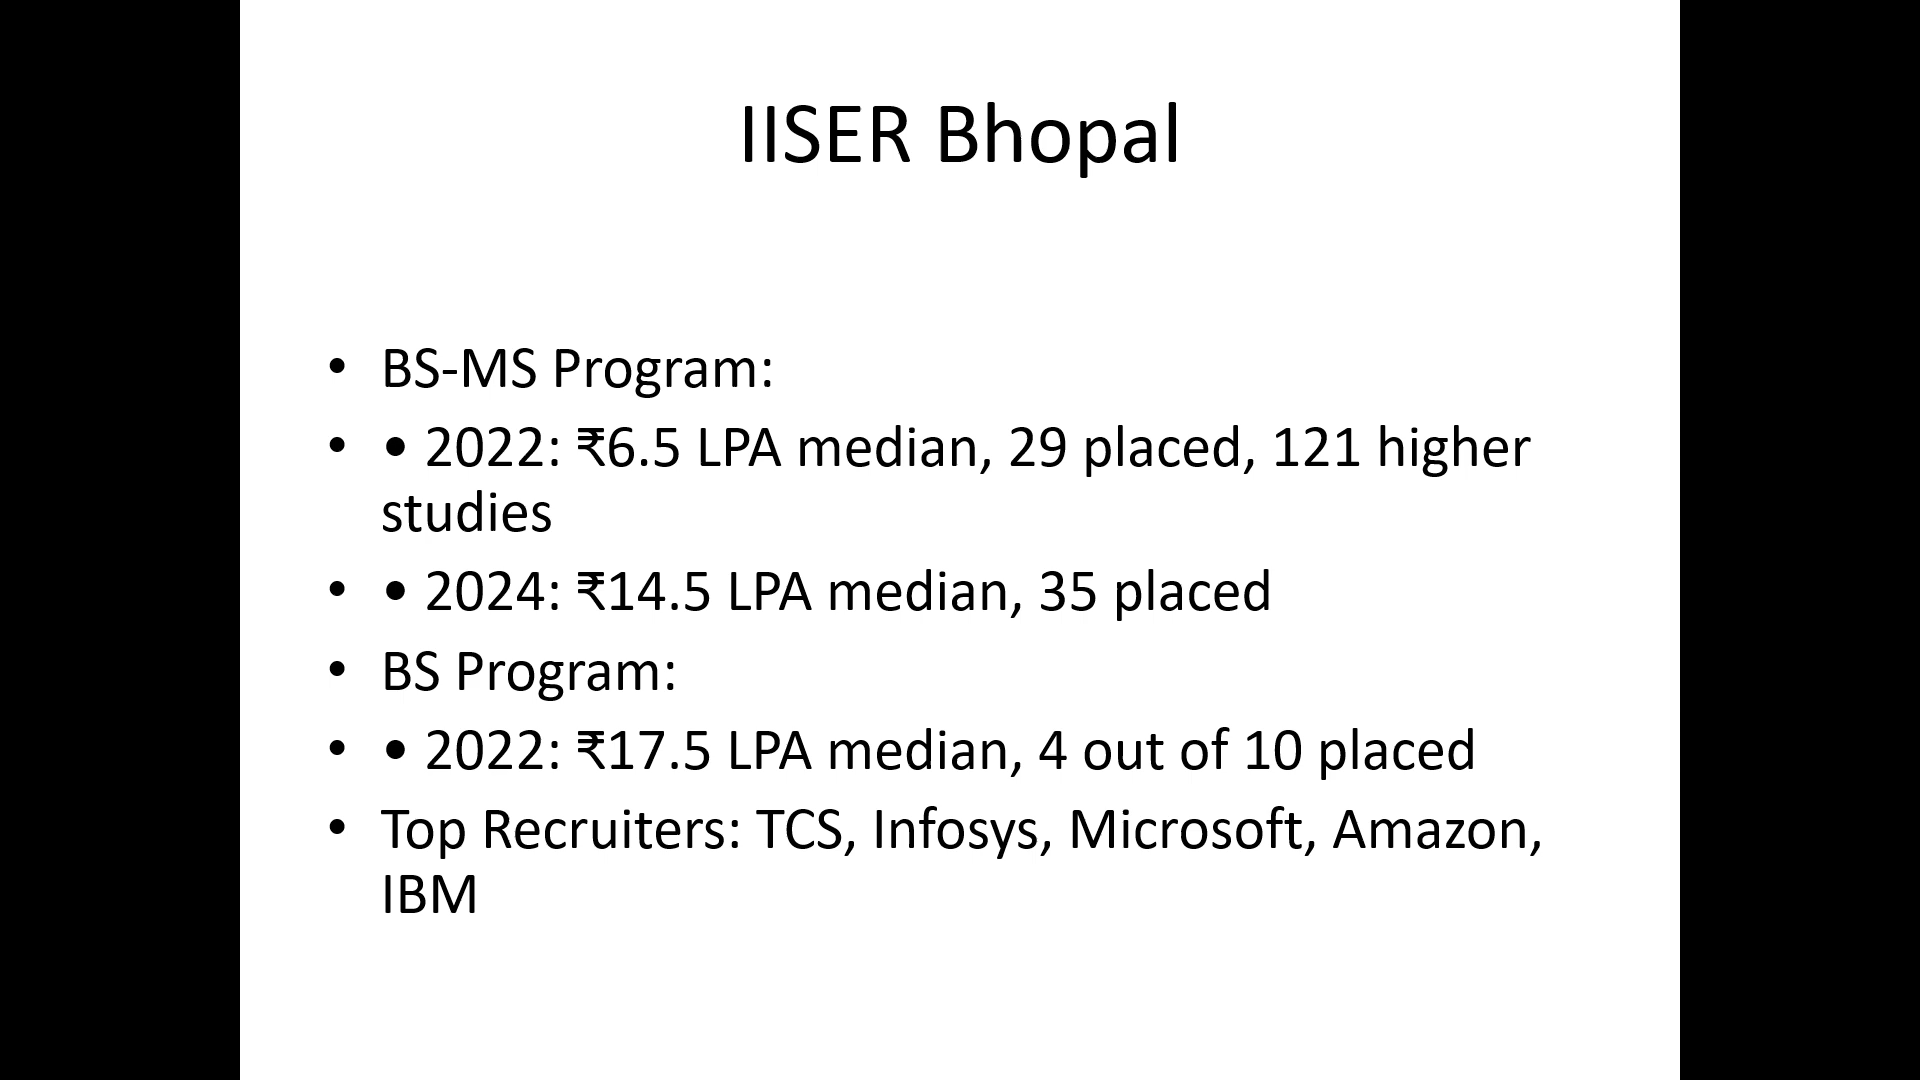 IISER Bhopal
• BS-MS Program:
• • 2022: ₹6.5 LPA median, 29 placed, 121 higher
studies
• • 2024: ₹14.5 LPA median, 35 placed
• BS Program:
• • 2022: ₹17.5 LPA median, 4 out of 10 placed
• Top Recruiters: TCS, Infosys, Microsoft, Amazon,
IBM